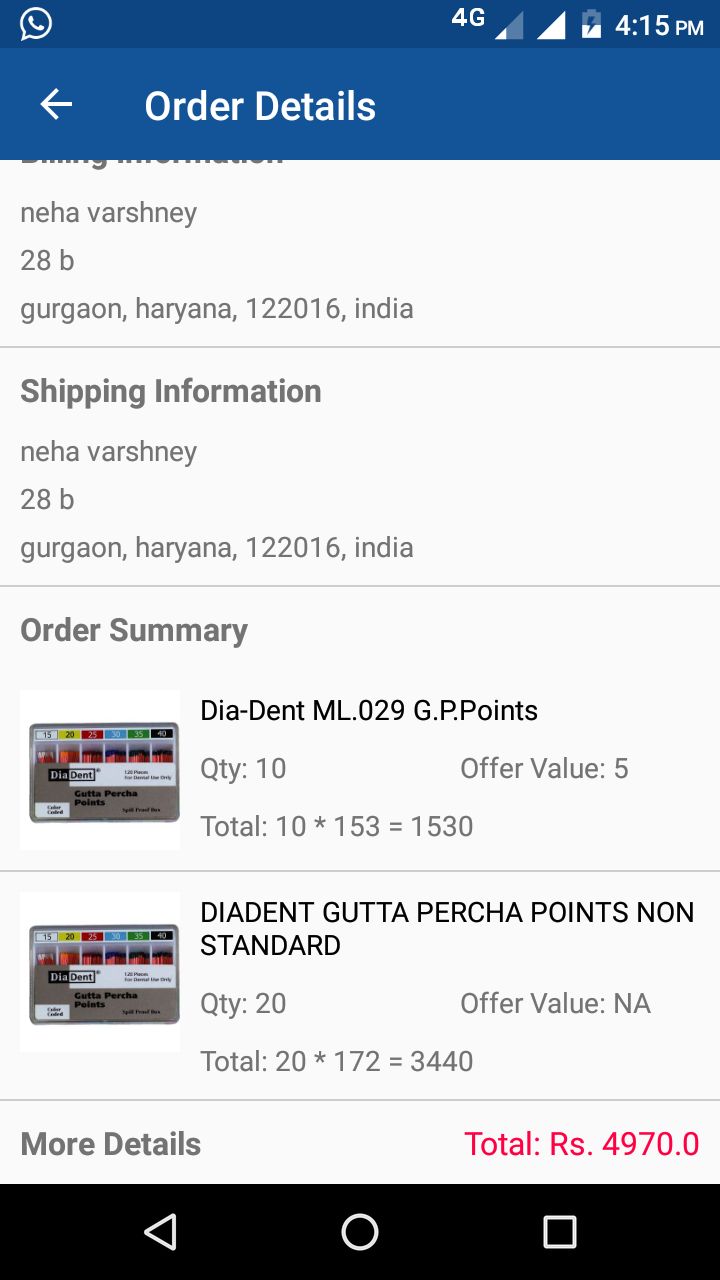 4G 4:15 PM
Order Details
Billing Information
neha varshney
28 b
gurgaon, haryana, 122016, india
Shipping Information
neha varshney
28 b
gurgaon, haryana, 122016, india
Order Summary
15 20 25 30 35 40
DiaDent
120 Pieces
For Dental Use Only
Gutta Percha
Points
Color
Coded
Spill Proof Box
Dia-Dent ML.029 G.P.Points
Qty: 10 Offer Value: 5
Total: 10 * 153 = 1530
15 20 25 30 35 40
DiaDent
120 Pieces
For Dental Use Only
Gutta Percha
Points
Color
Coded
Spill Proof Box
DIADENT GUTTA PERCHA POINTS NON
STANDARD
Qty: 20 Offer Value: NA
Total: 20 * 172 = 3440
More Details Total: Rs. 4970.0